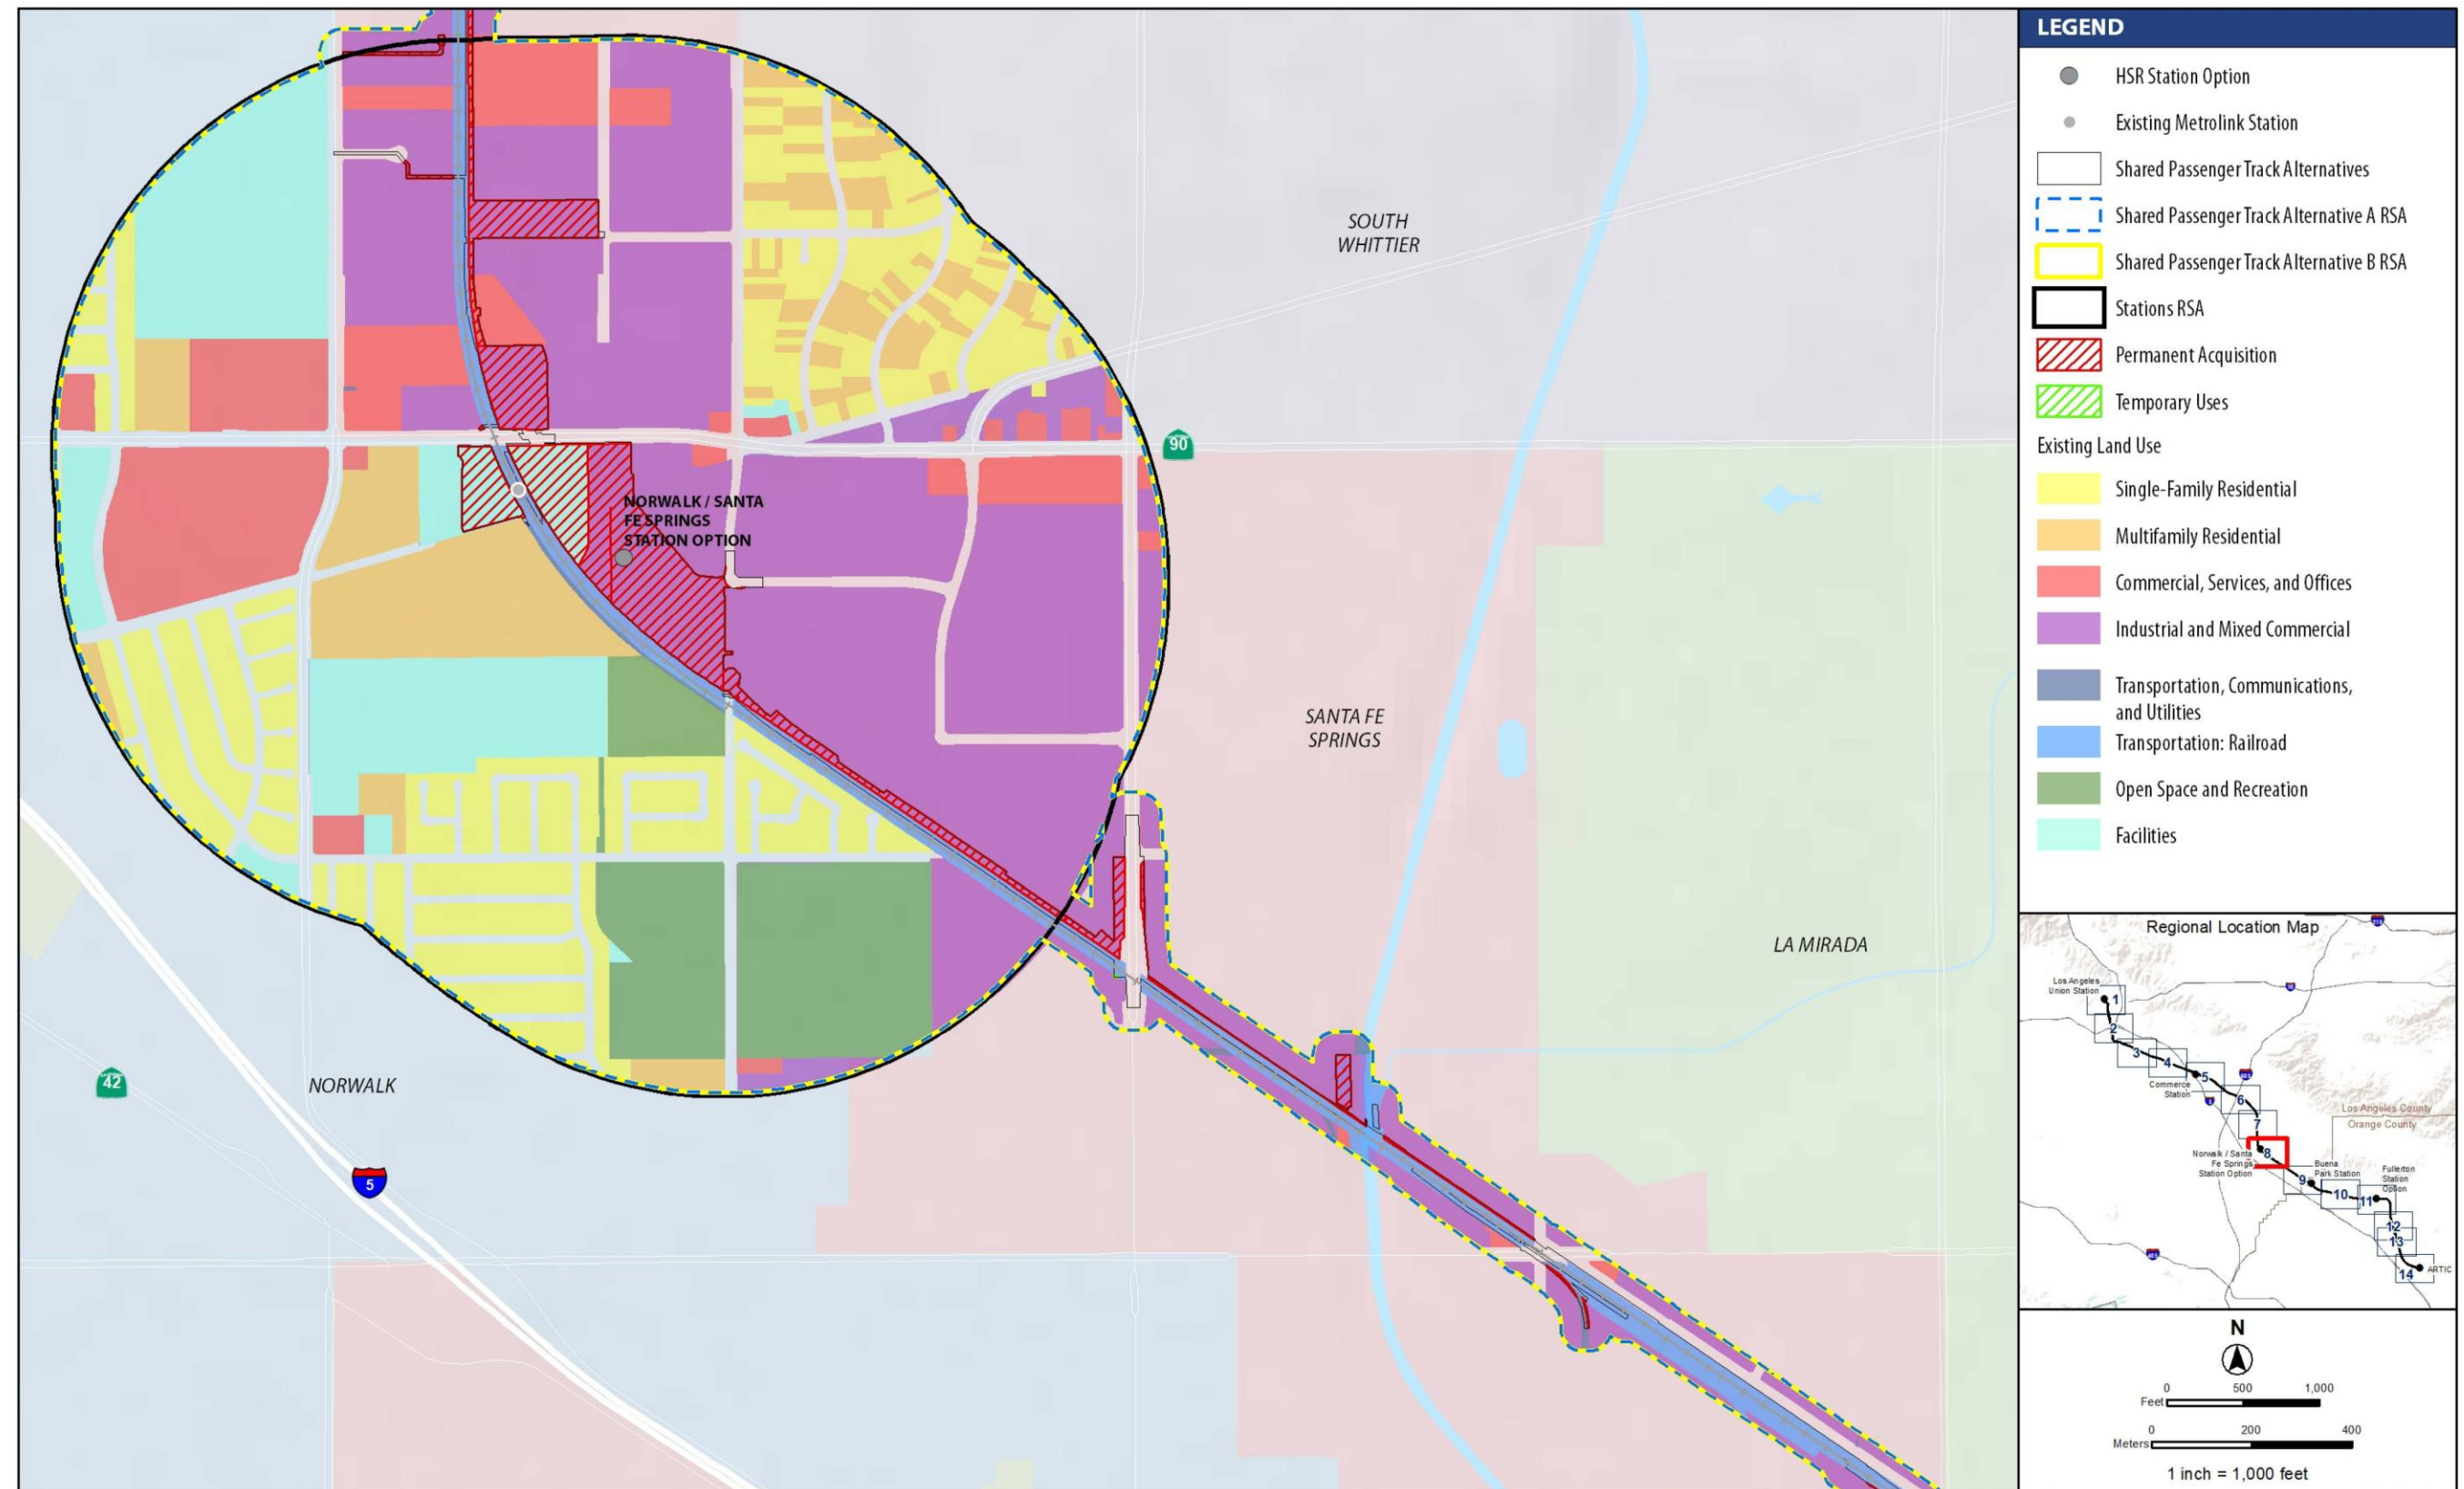 SOUTH
WHITTIER
90
NORWALK / SANTA
FE SPRINGS
STATION OPTION
SANTA FE
SPRINGS
LA MIRADA
42
NORWALK
5
LEGEND
HSR Station Option
Existing Metrolink Station
Shared Passenger Track Alternatives
Shared Passenger Track Alternative A RSA
Shared Passenger Track Alternative B RSA
Stations RSA
Permanent Acquisition
Temporary Uses
Existing Land Use
Single-Family Residential
Multifamily Residential
Commercial, Services, and Offices
Industrial and Mixed Commercial
Transportation, Communications,
and Utilities
Transportation: Railroad
Open Space and Recreation
Facilities
Regional Location Map
Los Angeles
Union Station
1
2
3
4
5
Commerce
Station
6
Los Angeles County
Orange County
7
8
Norwalk / Santa
Fe Springs
Station Option
Buena
Park Station
Fullerton
Station
Option
9
10
11
12
13
14
ARTIC
N
0 500 1,000
Feet
0 200 400
Meters
1 inch = 1,000 feet